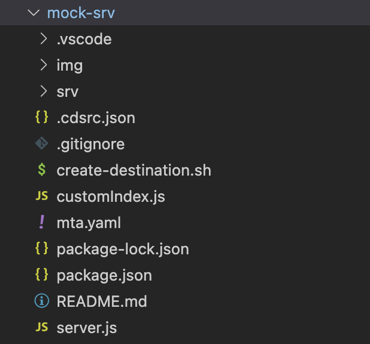 mock-srv
.vscode
img
srv
{} .cdsrc.json
.gitignore
$ create-destination.sh
JS customIndex.js
! mta.yaml
{} package-lock.json
{} package.json
README.md
JS server.js